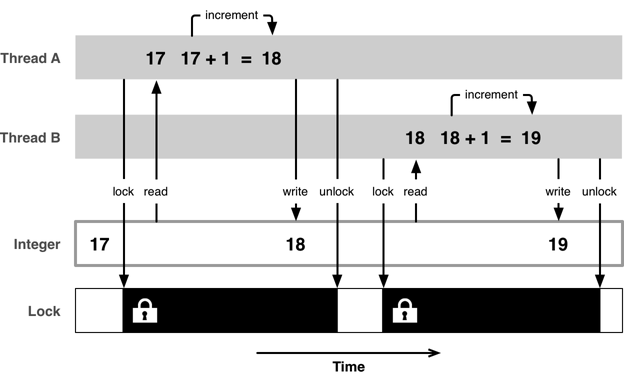 increment
Thread A
17 17 + 1 = 18
increment
Thread B
18 18 + 1 = 19
lock read write unlock lock read write unlock
Integer
17 18 19
Lock
Time